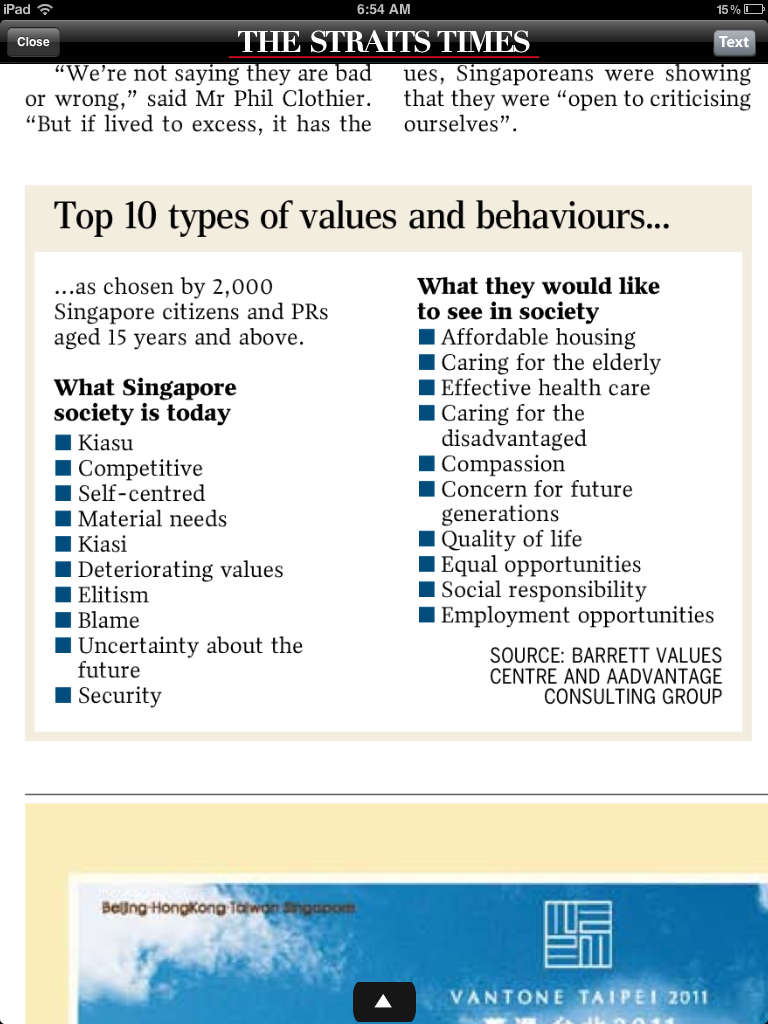 iPad
6:54 AM
15%
Close
THE STRAITS TIMES
Text
“We’re not saying they are bad
or wrong,” said Mr Phil Clothier.
“But if lived to excess, it has the
ues, Singaporeans were showing
that they were “open to criticising
ourselves”.
Top 10 types of values and behaviours...
...as chosen by 2,000
Singapore citizens and PRs
aged 15 years and above.
What Singapore
society is today
Kiasu
Competitive
Self-centred
Material needs
Kiasi
Deteriorating values
Elitism
Blame
Uncertainty about the
future
Security
What they would like
to see in society
Affordable housing
Caring for the elderly
Effective health care
Caring for the
disadvantaged
Compassion
Concern for future
generations
Quality of life
Equal opportunities
Social responsibility
Employment opportunities
SOURCE: BARRETT VALUES
CENTRE AND AADVANTAGE
CONSULTING GROUP
Beijing·HongKong·Taiwan·Singapore
VANTONE TAIPEI 2011
2011